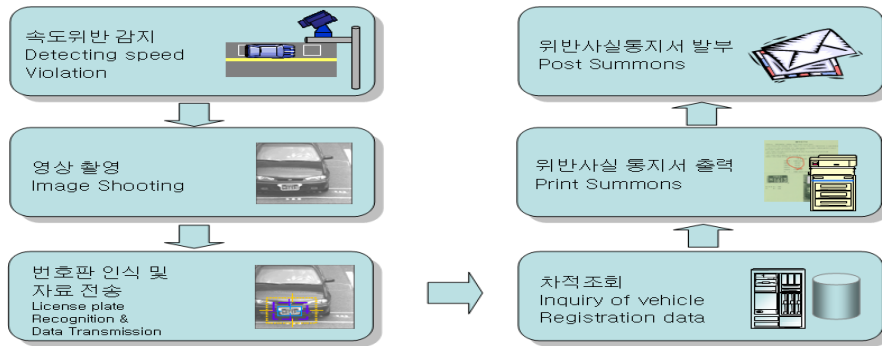 속도위반 감지
Detecting speed
Violation
영상 촬영
Image Shooting
번호판 인식 및
자료 전송
License plate
Recognition &
Data Transmission
차적조회
Inquiry of vehicle
Registration data
위반사실 통지서 출력
Print Summons
위반사실통지서 발부
Post Summons